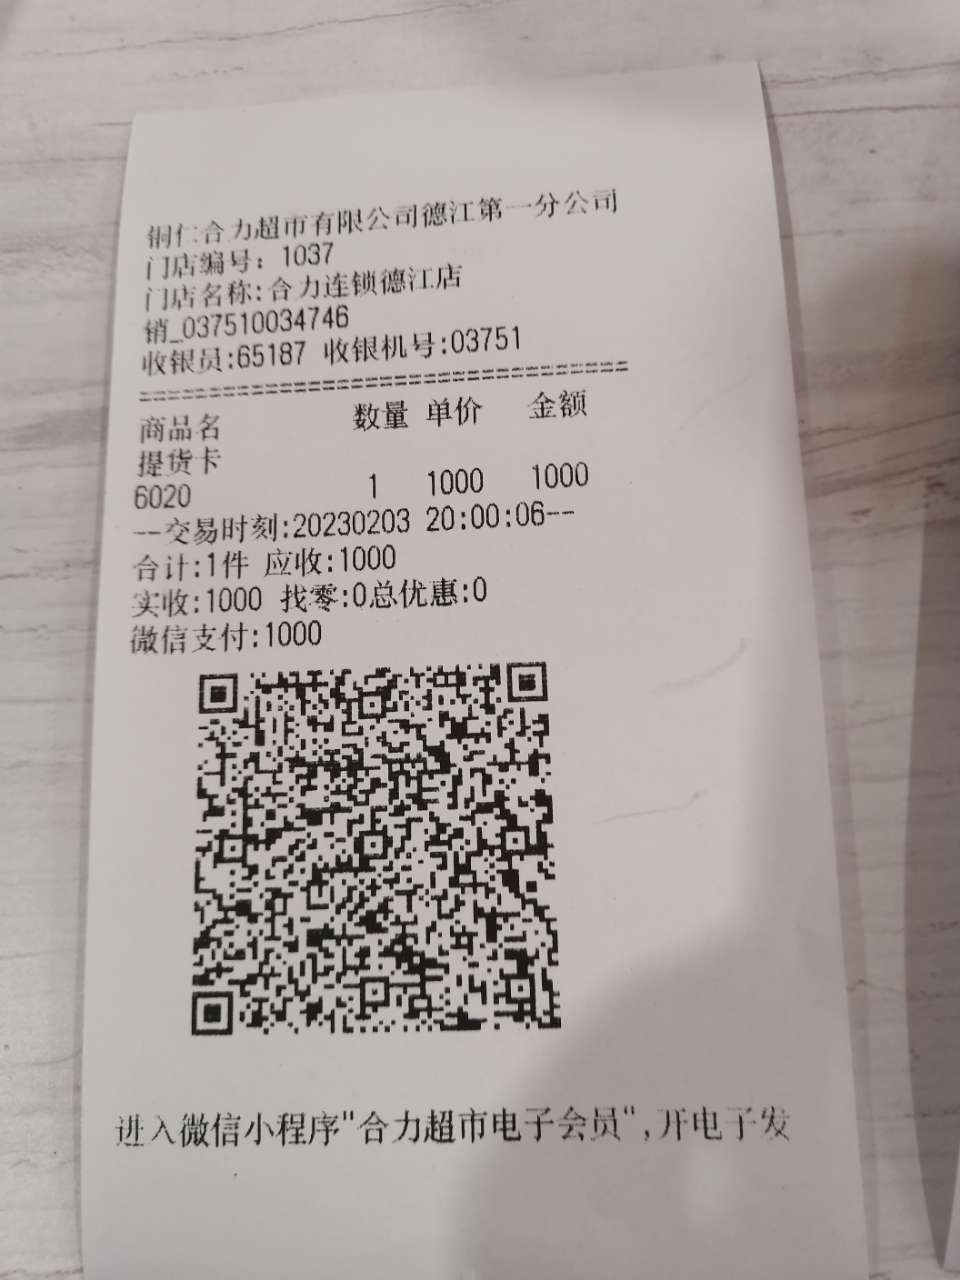 铜仁合力超市有限公司德江第一分公司
门店编号：1037
门店名称:合力连锁德江店
销_037510034746
收银员:65187 收银机号:03751
===================================
商品名 数量 单价 金额
提货卡
6020 1 1000 1000
--交易时刻:20230203 20:00:06--
合计:1件 应收:1000
实收:1000 找零:0总优惠:0
微信支付:1000
进入微信小程序"合力超市电子会员",开电子发